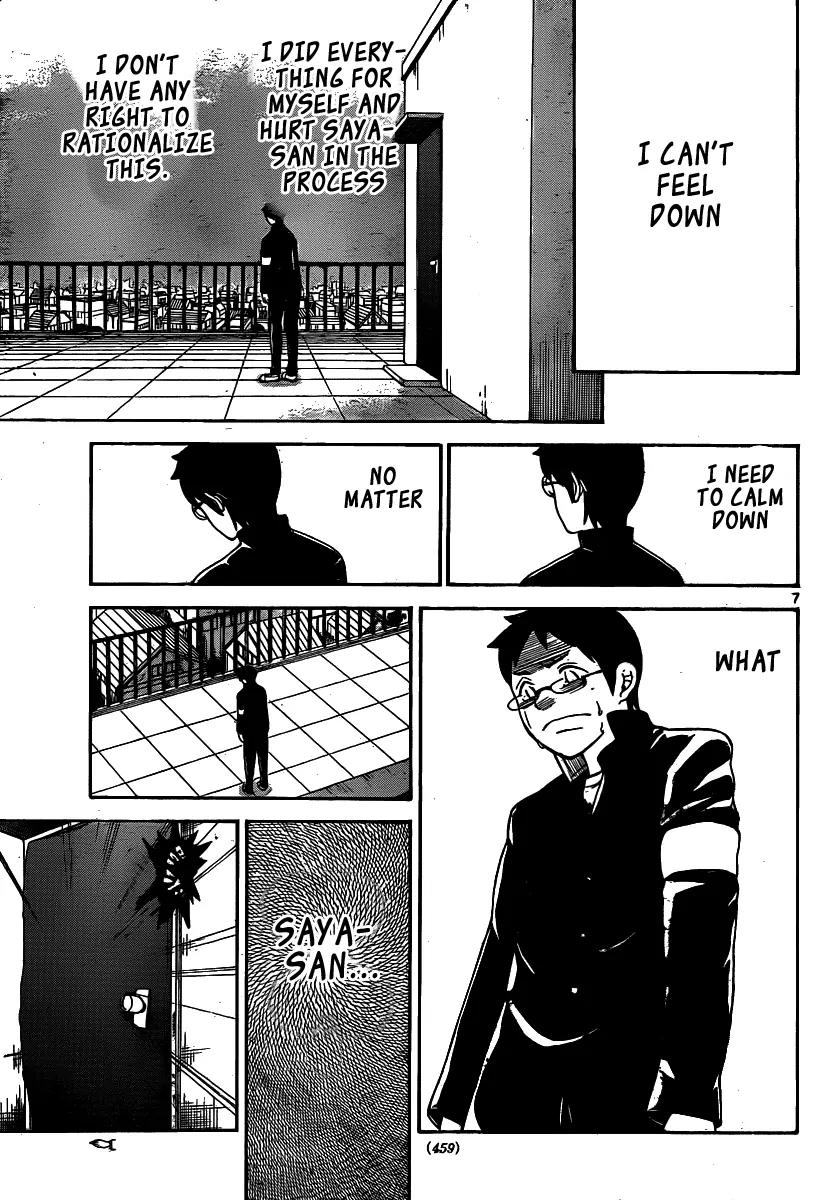 I CAN'T
FEEL
DOWN
I DID EVERY-
THING FOR
MYSELF AND
HURT SAYA-
SAN IN THE
PROCESS
I DON'T
HAVE ANY
RIGHT TO
RATIONALIZE
THIS.
I NEED
TO CALM
DOWN
NO
MATTER
7
WHAT
SAYA-
SAN...
(459)